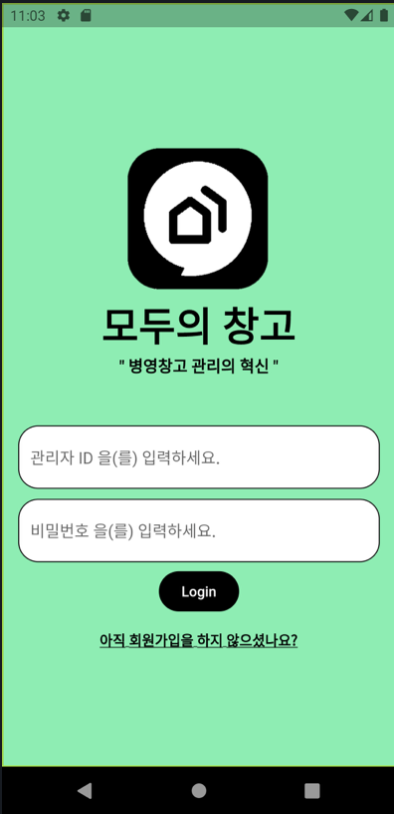 11:03
모두의 창고
" 병영창고 관리의 혁신 "
관리자 ID 을(를) 입력하세요.
비밀번호 을(를) 입력하세요.
Login
아직 회원가입을 하지 않으셨나요?